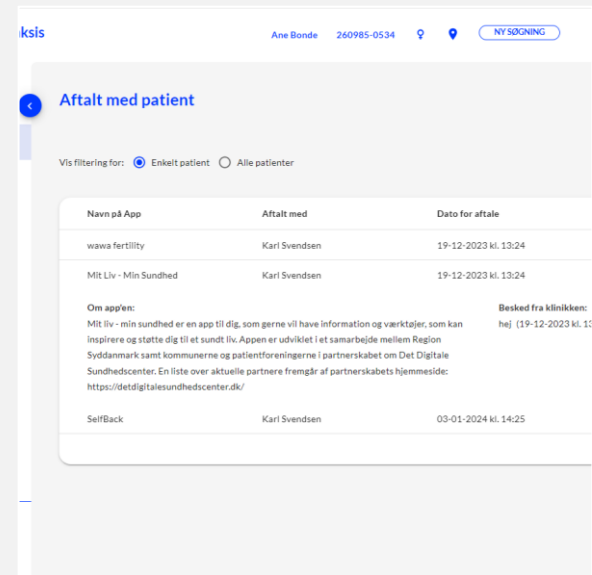 ksis
Ane Bonde 260985-0534 NY SØGNING
Aftalt med patient
Vis filtering for: Enkelt patient Alle patienter
Navn på App Aftalt med Dato for aftale
wawa fertility Karl Svendsen 19-12-2023 kl. 13:24
Mit Liv - Min Sundhed Karl Svendsen 19-12-2023 kl. 13:24
Om app'en: Besked fra klinikken:
Mit liv - min sundhed er en app til dig, som gerne vil have information og værktøjer, som kan hej (19-12-2023 kl. 13
inspirere og støtte dig til et sundt liv. Appen er udviklet i et samarbejde mellem Region
Syddanmark samt kommunerne og patientforeningerne i partnerskabet om Det Digitale
Sundhedscenter. En liste over aktuelle partnere fremgår af partnerskabets hjemmeside:
https://detdigitalesundhedscenter.dk/
SelfBack Karl Svendsen 03-01-2024 kl. 14:25